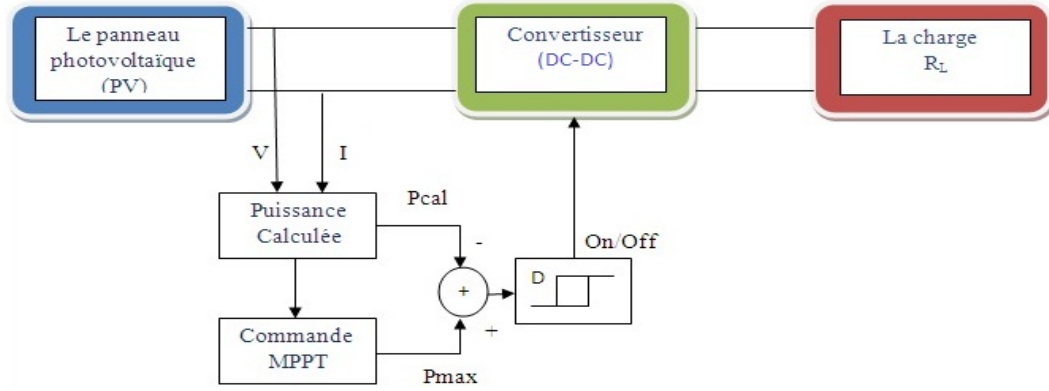 Le panneau
photovoltaïque
(PV)
Convertisseur
(DC-DC)
La charge
RL
V
I
Puissance
Calculée
Pcal
-
+
+
D
On/Off
Commande
MPPT
Pmax